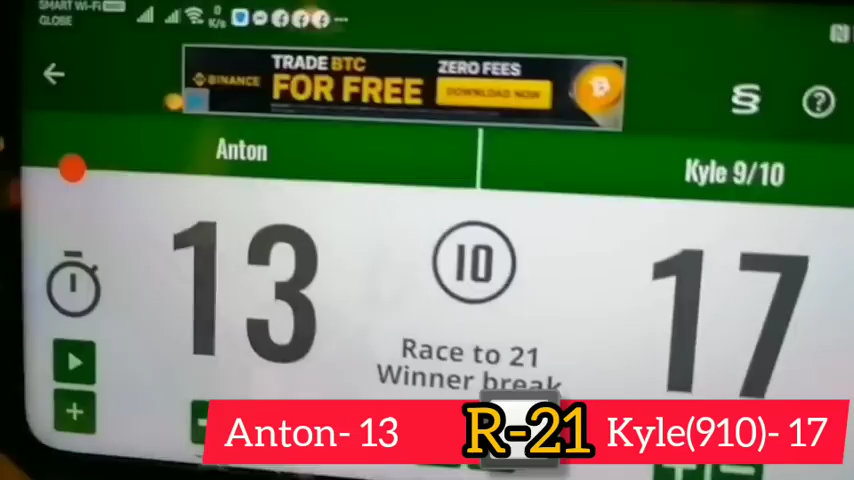 SMART Wi-Fi
GLOBE
0
K/s
BINANCE
TRADE BTC
FOR FREE
ZERO FEES
DOWNLOAD NOW
Anton
Kyle 9/10
13
10
17
Race to 21
Winner break
Anton- 13
R-21
Kyle(910)- 17